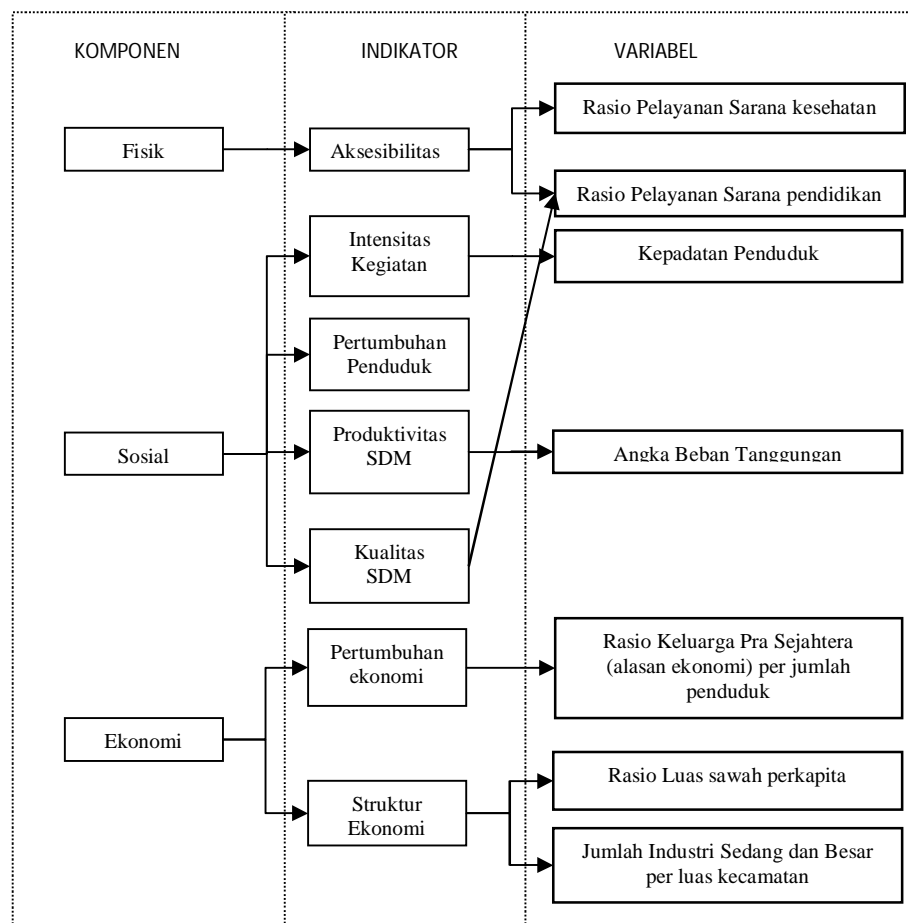 KOMPONEN
INDIKATOR
VARIABEL
Rasio Pelayanan Sarana kesehatan
Fisik
Aksesibilitas
Rasio Pelayanan Sarana pendidikan
Intensitas
Kegiatan
Kepadatan Penduduk
Pertumbuhan
Penduduk
Sosial
Produktivitas
SDM
Angka Beban Tanggungan
Kualitas
SDM
Pertumbuhan
ekonomi
Rasio Keluarga Pra Sejahtera
(alasan ekonomi) per jumlah
penduduk
Ekonomi
Rasio Luas sawah perkapita
Struktur
Ekonomi
Jumlah Industri Sedang dan Besar
per luas kecamatan